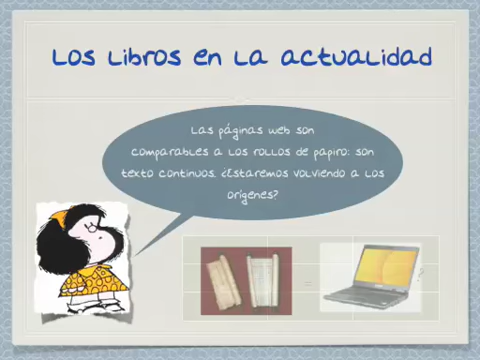 Los libros en la actualidad
Las páginas web son
comparables a los rollos de papiro: son
texto continuos. ¿Estaremos volviendo a los
orígenes?
=
?